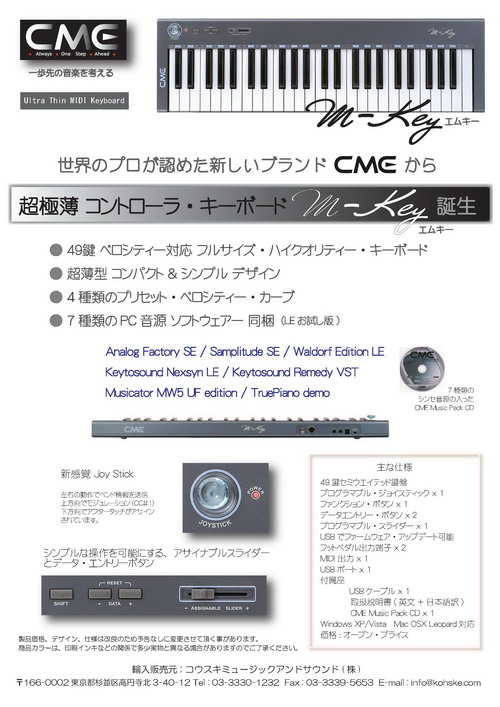 CME
Always One Step Ahead
一歩先の音楽を考える
Ultra Thin MIDI Keyboard
CME
M-Key エムキー
世界のプロが認めた新しいブランド CME から
超極薄 コントローラ・キーボード M-Key 誕生
エムキー
● 49鍵 ベロシティー対応 フルサイズ・ハイクオリティー・キーボード
● 超薄型 コンパクト & シンプル デザイン
● 4種類のプリセット・ベロシティー・カーブ
● 7種類のPC音源 ソフトウェアー 同梱 (LEお試し版)
Analog Factory SE / Samplitude SE / Waldorf Edition LE
Keytosound Nexsyn LE / Keytosound Remedy VST
Musicator MW5 UF edition / TruePiano demo
CME
7種類の
シンセ音源の入った
CME Music Pack CD
CME
M-Key
新感覚 Joy Stick
左右の動作でベンド情報を送信
上方向でモジュレーション(CC#1)
下方向でアフタータッチがアサイン
されています。
POWER
JOYSTICK
シンプルな操作を可能にする、アサイナブルスライダー
とデータ・エントリーボタン
RESET
SHIFT
- DATA +
- ASSIGNABLE SLIDER +
主な仕様
49鍵セミウエイテッド鍵盤
プログラマブル・ジョイスティック x 1
ファンクション・ボタン x 1
データエントリー・ボタン x 2
プログラマブル・スライダー x 1
USBでファームウェア・アップデート可能
フットペダル出力端子 x 2
MIDI出力 x 1
USBポート x 1
付属品
USBケーブル x 1
取扱説明書(英文+日本語訳)
CME Music Pack CD x 1
Windows XP/Vista Mac OSX Leopard対応
価格:オープン・プライス
製品価格、デザイン、仕様は改良のため予告なしに変更させて頂く事があります。
商品カラーは、印刷インキなどの関係で多少実物と異なる場合がありますのでご了承ください。
輸入販売元:コウスキミュージックアンドサウンド(株)
〒166-0002 東京都杉並区高円寺北3-40-12 Tel:03-3330-1232 Fax:03-3339-5653 E-mail:info@kohske.com